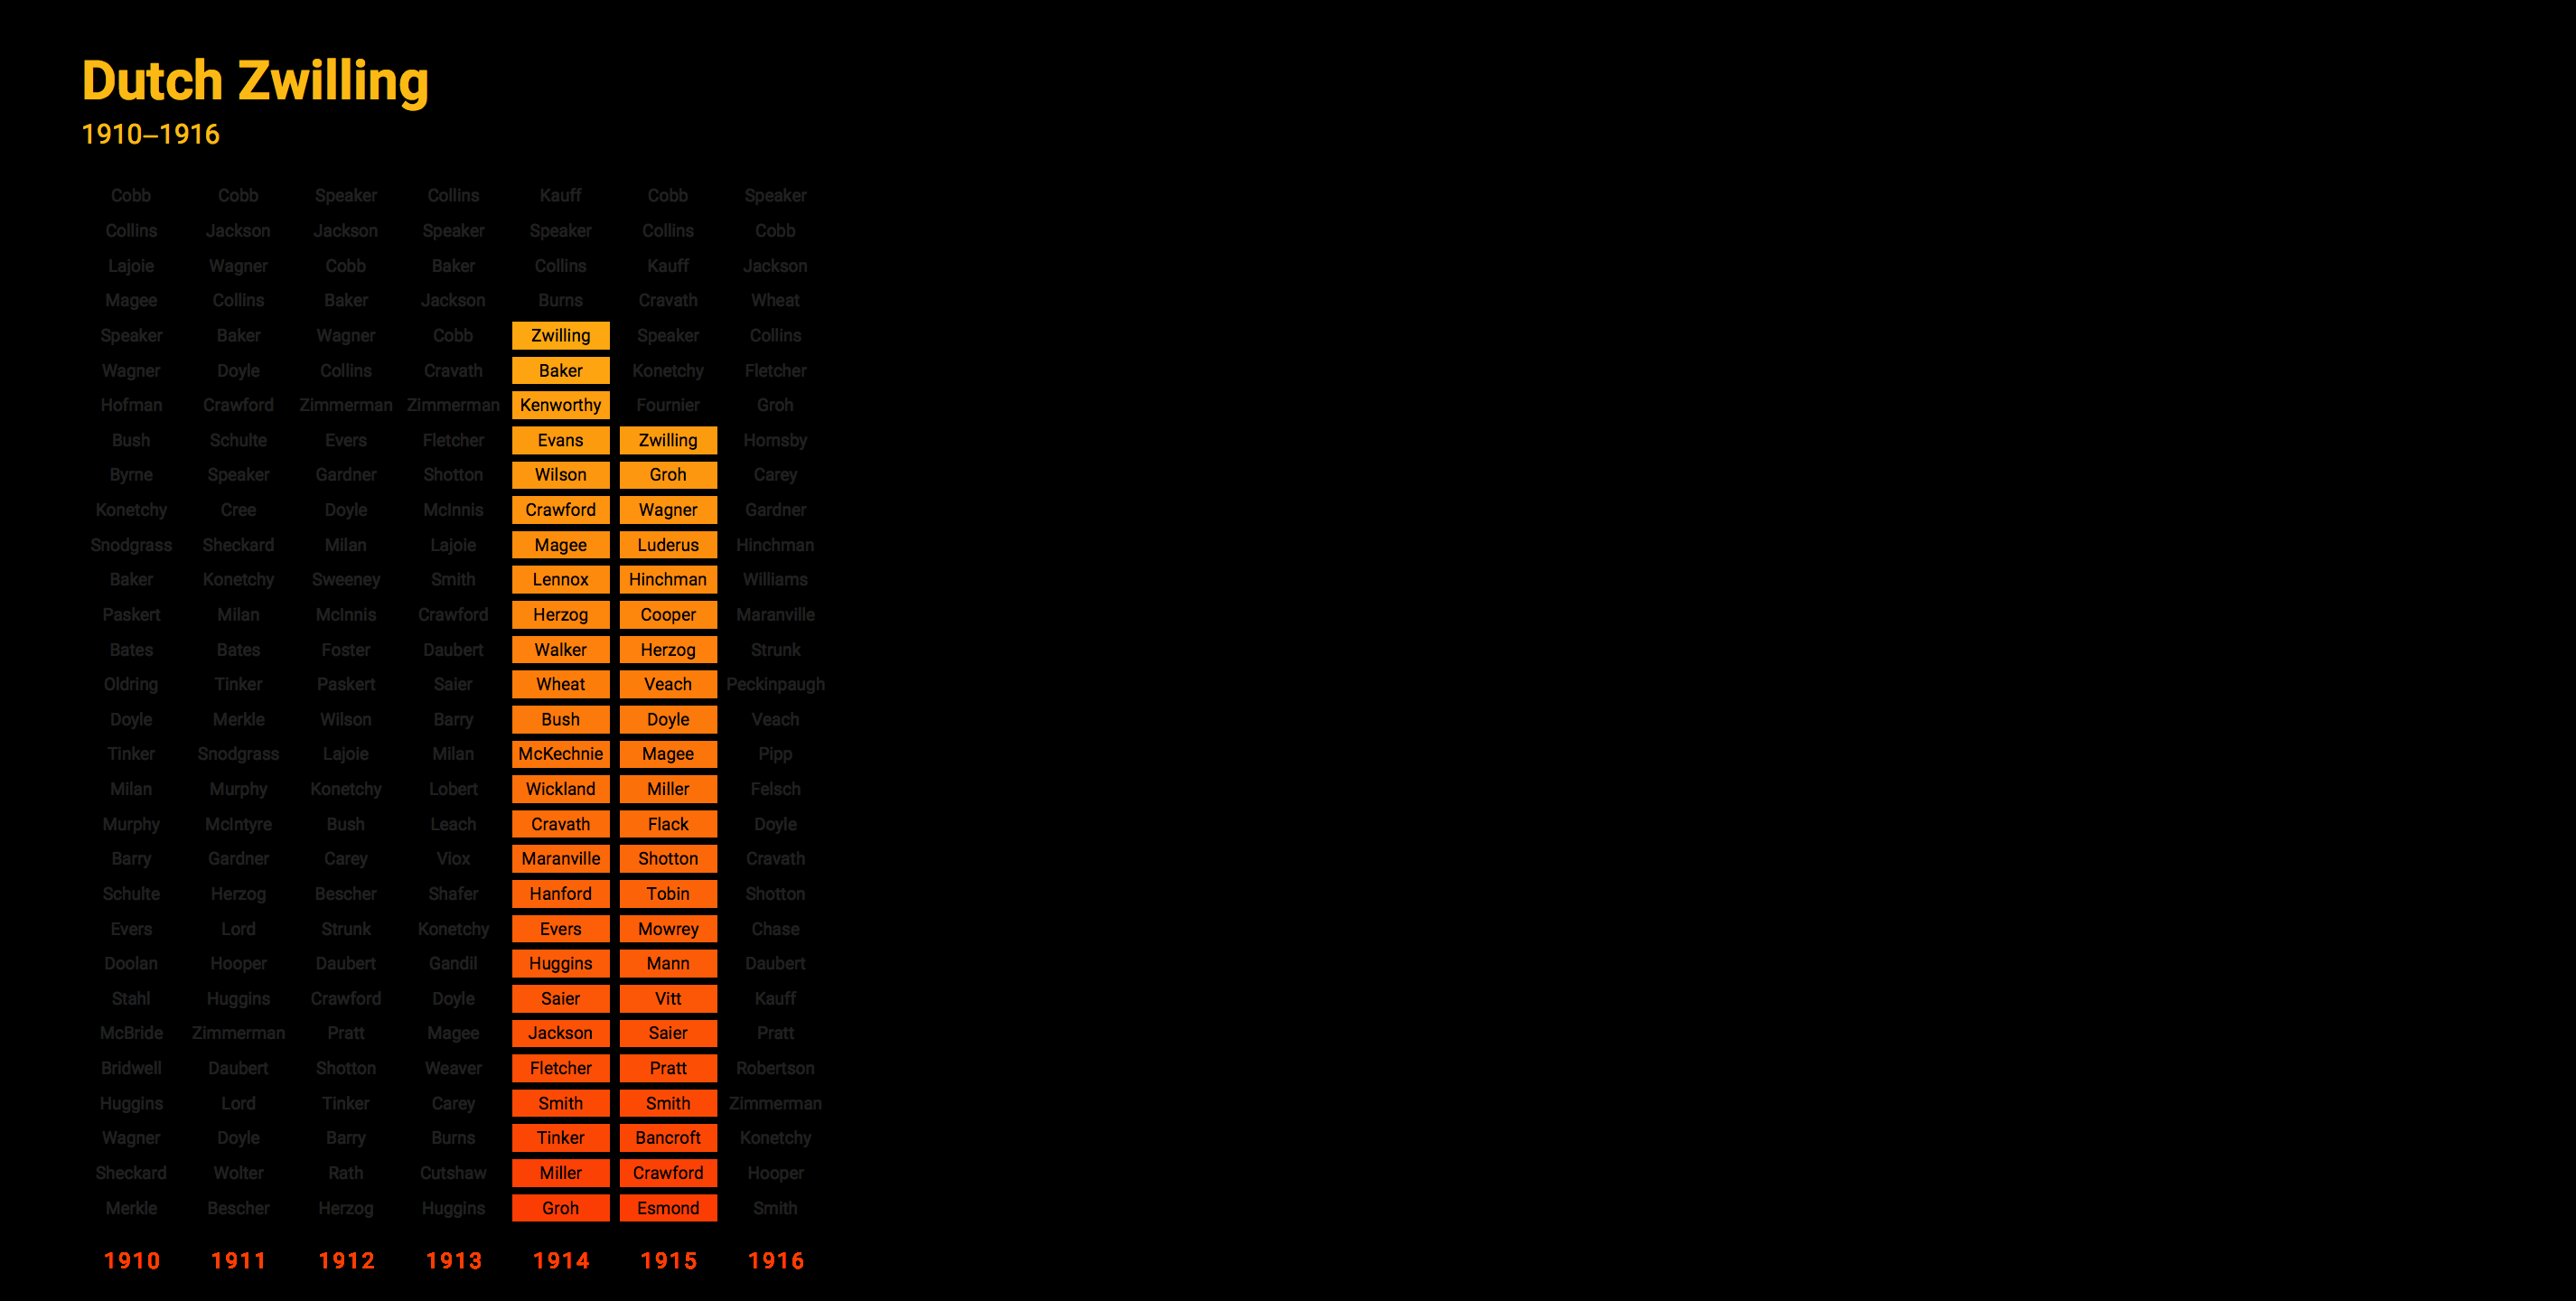 Dutch Zwilling
1910–1916
Cobb Cobb Speaker Collins Kauff Cobb Speaker
Collins Jackson Jackson Speaker Speaker Collins Cobb
Lajoie Wagner Cobb Baker Collins Kauff Jackson
Magee Collins Baker Jackson Burns Cravath Wheat
Speaker Baker Wagner Cobb Zwilling Speaker Collins
Wagner Doyle Collins Cravath Baker Konetchy Fletcher
Hofman Crawford Zimmerman Zimmerman Kenworthy Fournier Groh
Bush Schulte Evers Fletcher Evans Zwilling Hornsby
Byrne Speaker Gardner Shotton Wilson Groh Carey
Konetchy Cree Doyle McInnis Crawford Wagner Gardner
Snodgrass Sheckard Milan Lajoie Magee Luderus Hinchman
Baker Konetchy Sweeney Smith Lennox Hinchman Williams
Paskert Milan McInnis Crawford Herzog Cooper Maranville
Bates Bates Foster Daubert Walker Herzog Strunk
Oldring Tinker Paskert Saier Wheat Veach Peckinpaugh
Doyle Merkle Wilson Barry Bush Doyle Veach
Tinker Snodgrass Lajoie Milan McKechnie Magee Pipp
Milan Murphy Konetchy Lobert Wickland Miller Felsch
Murphy McIntyre Bush Leach Cravath Flack Doyle
Barry Gardner Carey Viox Maranville Shotton Cravath
Schulte Herzog Bescher Shafer Hanford Tobin Shotton
Evers Lord Strunk Konetchy Evers Mowrey Chase
Doolan Hooper Daubert Gandil Huggins Mann Daubert
Stahl Huggins Crawford Doyle Saier Vitt Kauff
McBride Zimmerman Pratt Magee Jackson Saier Pratt
Bridwell Daubert Shotton Weaver Fletcher Pratt Robertson
Huggins Lord Tinker Carey Smith Smith Zimmerman
Wagner Doyle Barry Burns Tinker Bancroft Konetchy
Sheckard Wolter Rath Cutshaw Miller Crawford Hooper
Merkle Bescher Herzog Huggins Groh Esmond Smith
1910 1911 1912 1913 1914 1915 1916